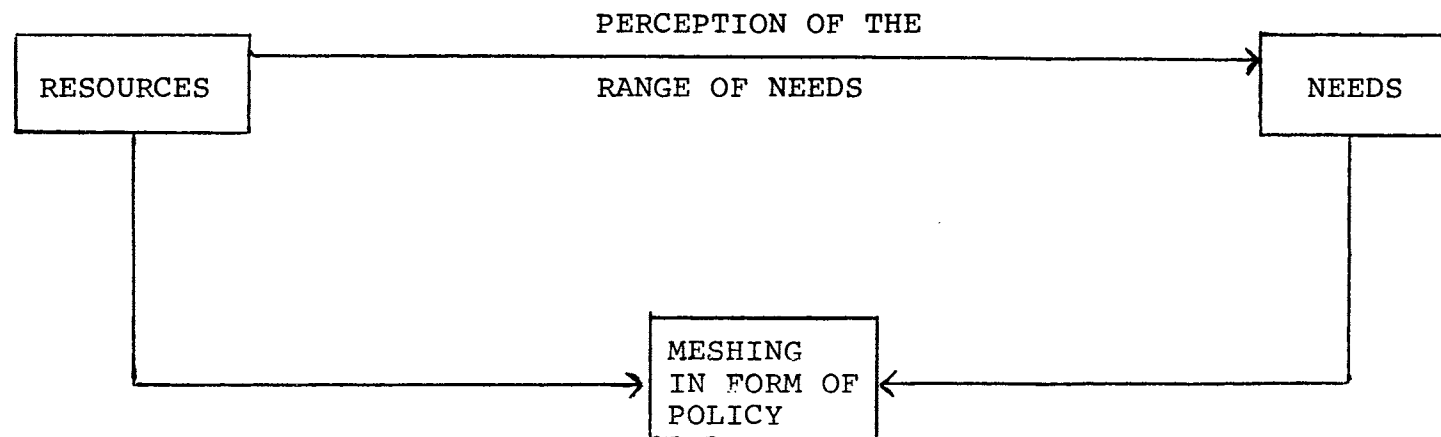 PERCEPTION OF THE
RANGE OF NEEDS
RESOURCES
NEEDS
MESHING
IN FORM OF
POLICY